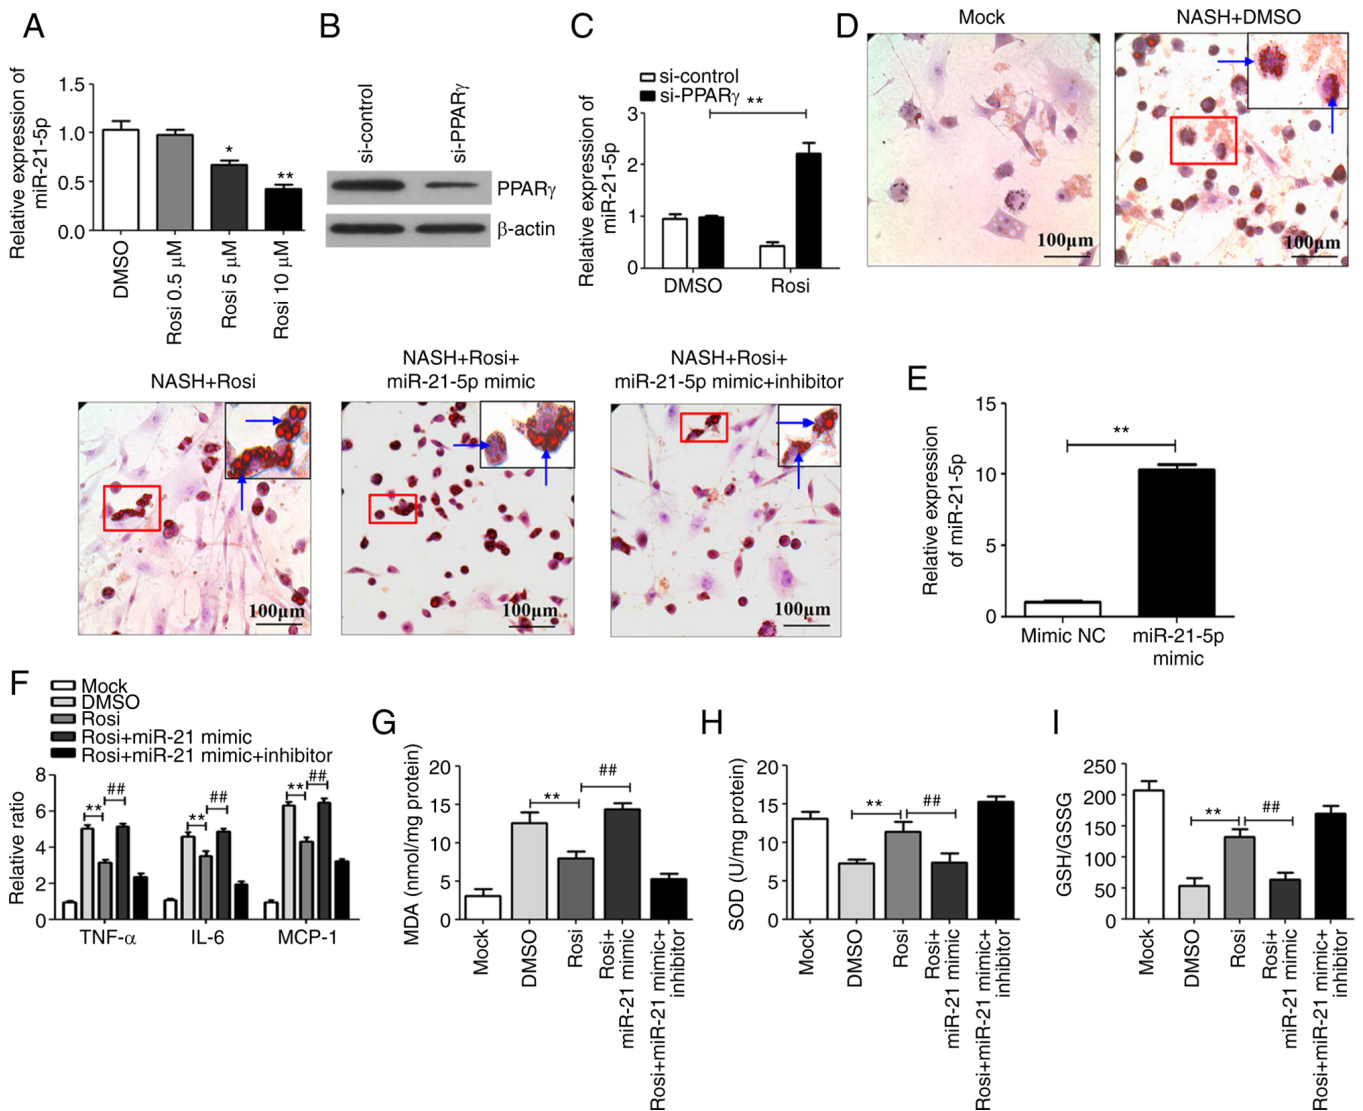 A
Relative expression of
miR-21-5p
1.5
1.0
0.5
0.0
*
**
DMSO
Rosi 0.5 µM
Rosi 5 µM
Rosi 10 µM
B
si-control
si-PPARγ
PPARγ
β-actin
C
si-control
si-PPARγ
Relative expression of
miR-21-5p
3
2
1
0
**
DMSO
Rosi
D
Mock
100µm
NASH+DMSO
100µm
NASH+Rosi
100µm
NASH+Rosi+
miR-21-5p mimic
100µm
NASH+Rosi+
miR-21-5p mimic+inhibitor
100µm
E
Relative expression
of miR-21-5p
15
10
5
0
**
Mimic NC
miR-21-5p
mimic
F
Mock
DMSO
Rosi
Rosi+miR-21 mimic
Rosi+miR-21 mimic+inhibitor
Relative ratio
8
6
4
2
0
**
##
**
##
**
##
TNF-α
IL-6
MCP-1
G
MDA (nmol/mg protein)
20
15
10
5
0
**
##
Mock
DMSO
Rosi
Rosi+
miR-21 mimic
Rosi+miR-21 mimic+
inhibitor
H
SOD (U/mg protein)
20
15
10
5
0
**
##
Mock
DMSO
Rosi
Rosi+
miR-21 mimic
Rosi+miR-21 mimic+
inhibitor
I
GSH/GSSG
250
200
150
100
50
0
**
##
Mock
DMSO
Rosi
Rosi+
miR-21 mimic
Rosi+miR-21 mimic+
inhibitor